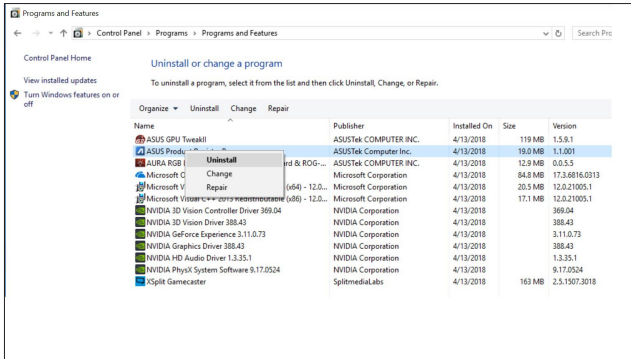 Programs and Features
Control Panel > Programs > Programs and Features
Search Pro
Control Panel Home
View installed updates
Turn Windows features on or
off
Uninstall or change a program
To uninstall a program, select it from the list and then click Uninstall, Change, or Repair.
Organize Uninstall Change Repair
Name Publisher Installed On Size Version
ASUS GPU TweakII ASUSTek COMPUTER INC. 4/13/2018 119 MB 1.5.9.1
ASUS Product ASUSTek Computer Inc. 4/13/2018 19.0 MB 1.1.001
AURA RGB rd & ROG-... ASUSTek COMPUTER INC. 4/13/2018 12.9 MB 0.0.5.5
Uninstall
Change
Repair
Microsoft O Microsoft Corporation 4/13/2018 84.8 MB 17.3.6816.0313
Microsoft V (x64) - 12.0... Microsoft Corporation 4/13/2018 20.5 MB 12.0.21005.1
Microsoft Visual C++ 2013 Redistributable (x86) - 12.0... Microsoft Corporation 4/13/2018 17.1 MB 12.0.21005.1
NVIDIA 3D Vision Controller Driver 369.04 NVIDIA Corporation 4/13/2018 369.04
NVIDIA 3D Vision Driver 388.43 NVIDIA Corporation 4/13/2018 388.43
NVIDIA GeForce Experience 3.11.0.73 NVIDIA Corporation 4/13/2018 3.11.0.73
NVIDIA Graphics Driver 388.43 NVIDIA Corporation 4/13/2018 388.43
NVIDIA HD Audio Driver 1.3.35.1 NVIDIA Corporation 4/13/2018 1.3.35.1
NVIDIA PhysX System Software 9.17.0524 NVIDIA Corporation 4/13/2018 9.17.0524
XSplit Gamecaster SplitmediaLabs 4/13/2018 163 MB 2.5.1507.3018